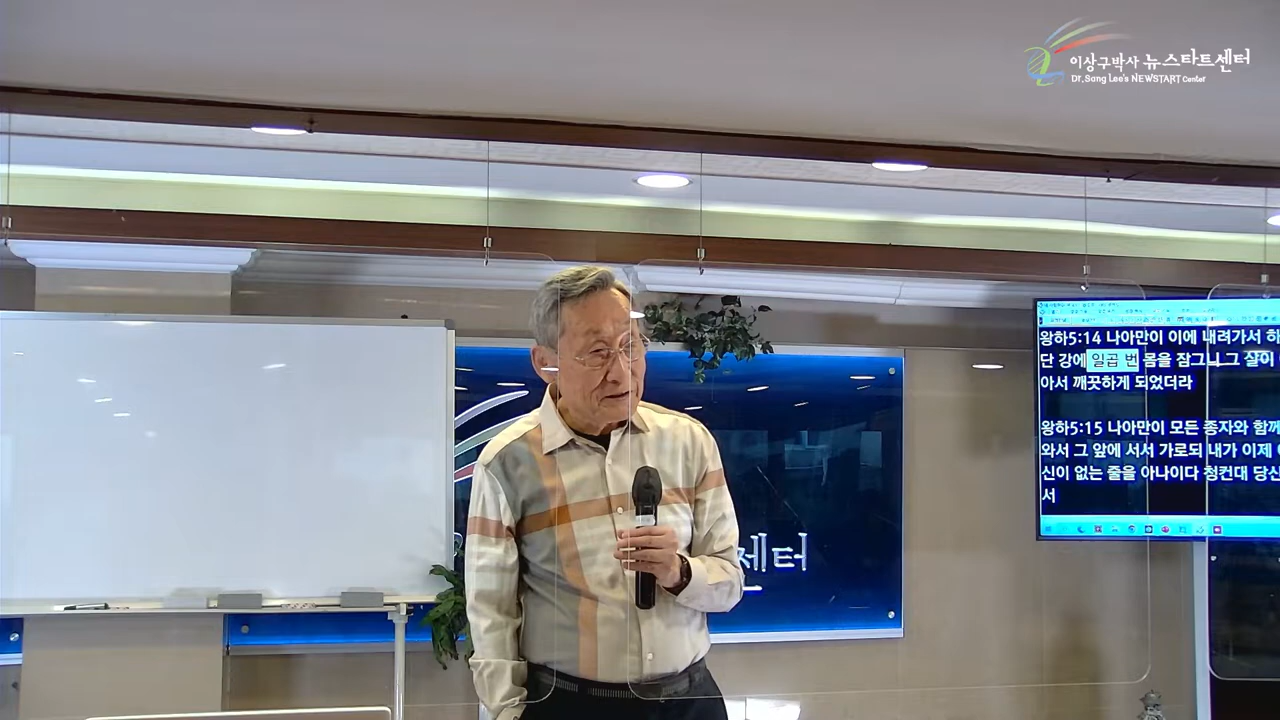 이상구박사 뉴스타트센터
Dr. Sang Lee's NEWSTART Center
왕하5:14 나아만이 이에 내려가서 하
단 강에 일곱 번 몸을 잠그니 그 살이
아서 깨끗하게 되었더라
왕하5:15 나아만이 모든 종자와 함께
와서 그 앞에 서서 가로되 내가 이제
신이 없는 줄을 아나이다 청컨대 당신
서
센터